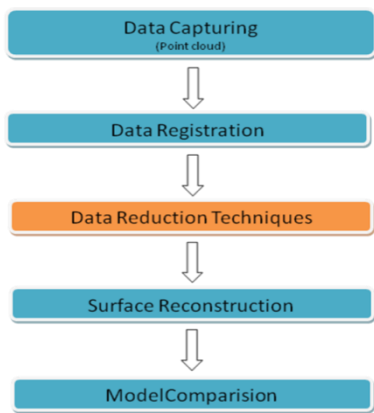 Data Capturing
(Point cloud)
Data Registration
Data Reduction Techniques
Surface Reconstruction
ModelComparision